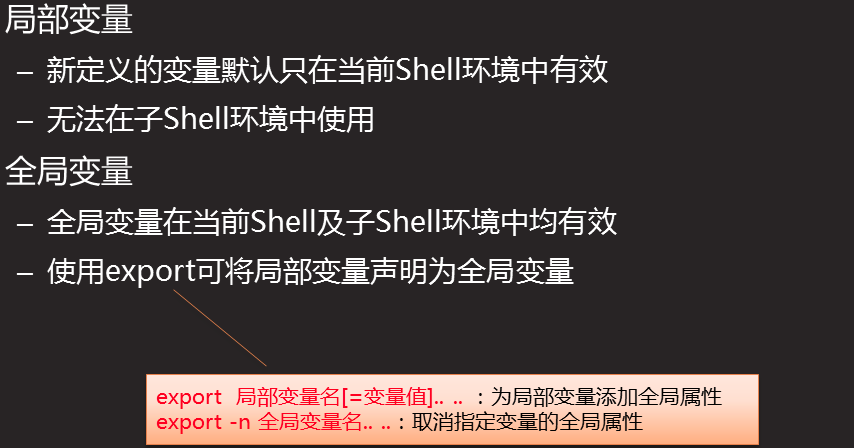 局部变量
– 新定义的变量默认只在当前Shell环境中有效
– 无法在子Shell环境中使用
全局变量
– 全局变量在当前Shell及子Shell环境中均有效
– 使用export可将局部变量声明为全局变量
export 局部变量名[=变量值].. .. : 为局部变量添加全局属性
export -n 全局变量名.. .. : 取消指定变量的全局属性